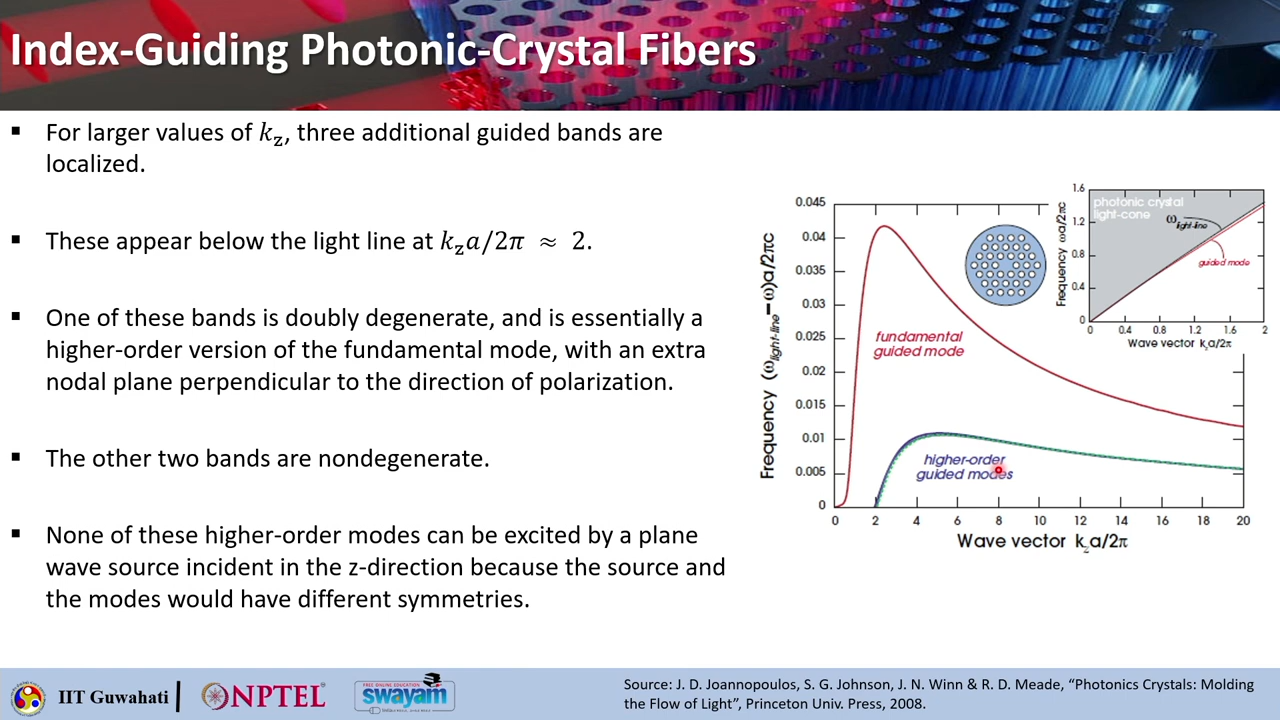 Index-Guiding Photonic-Crystal Fibers
▪ For larger values of k_z, three additional guided bands are
localized.
▪ These appear below the light line at k_z a/2π ≈ 2.
▪ One of these bands is doubly degenerate, and is essentially a
higher-order version of the fundamental mode, with an extra
nodal plane perpendicular to the direction of polarization.
▪ The other two bands are nondegenerate.
▪ None of these higher-order modes can be excited by a plane
wave source incident in the z-direction because the source and
the modes would have different symmetries.
Frequency (ω_light-line − ω)a/2πc
0.045
0.04
0.035
0.03
0.025
0.02
0.015
0.01
0.005
0
fundamental
guided mode
higher-order
guided modes
0 2 4 6 8 10 12 14 16 18 20
Wave vector k_z a/2π
Frequency ωa/2πc
1.6
1.2
0.8
0.4
0
photonic crystal
light-cone
ω_light-line
guided mode
0 0.4 0.8 1.2 1.6 2
Wave vector k_z a/2π
IIT Guwahati
NPTEL
FREE ONLINE EDUCATION
swayam
Source: J. D. Joannopoulos, S. G. Johnson, J. N. Winn & R. D. Meade, “Photonics Crystals: Molding
the Flow of Light”, Princeton Univ. Press, 2008.